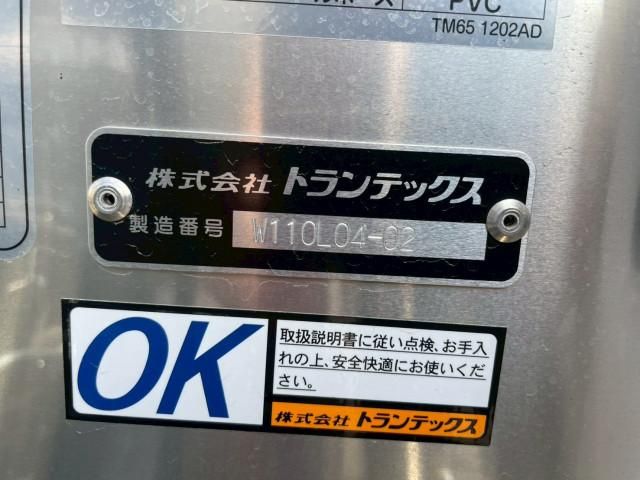 PVC
TM65 1202AD
株式会社 トランテックス
製造番号 W110L04-02
OK
取扱説明書に従い点検、お手入
れの上、安全快適にお使いくだ
さい。
株式会社 トランテックス